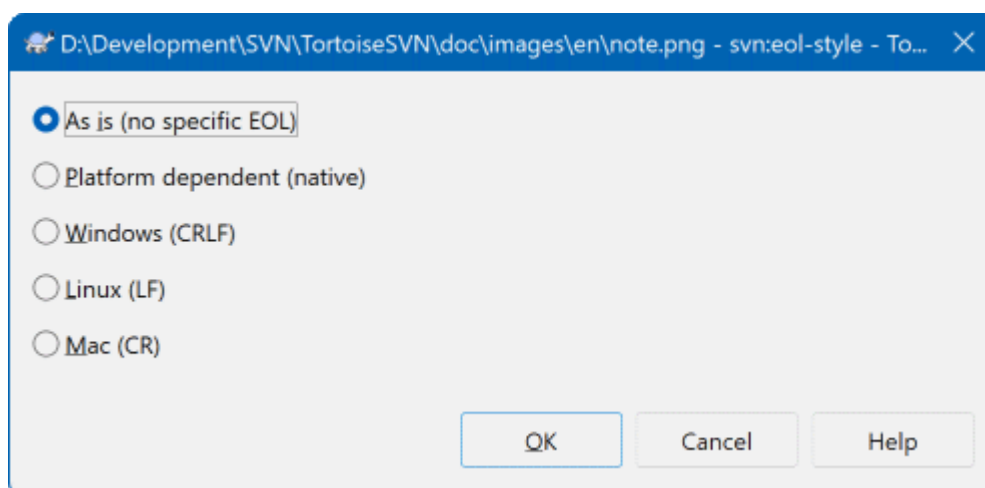 D:\Development\SVN\TortoiseSVN\doc\images\en\note.png - svn:eol-style - To...
As is (no specific EOL)
Platform dependent (native)
Windows (CRLF)
Linux (LF)
Mac (CR)
OK Cancel Help